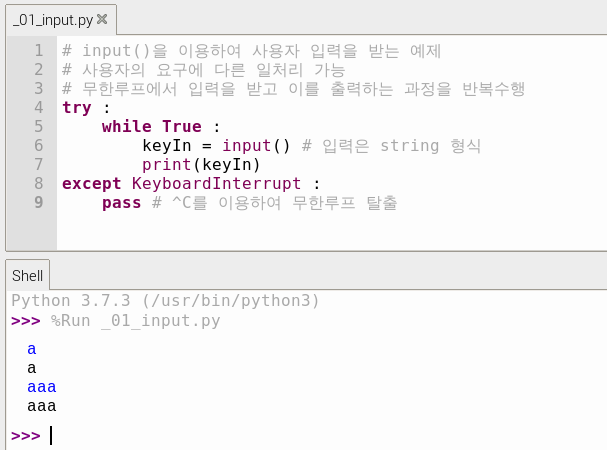 _01_input.py
1 # input()을 이용하여 사용자 입력을 받는 예제
2 # 사용자의 요구에 다른 일처리 가능
3 # 무한루프에서 입력을 받고 이를 출력하는 과정을 반복수행
4 try :
5     while True :
6         keyIn = input() # 입력은 string 형식
7         print(keyIn)
8 except KeyboardInterrupt :
9     pass # ^C를 이용하여 무한루프 탈출
Shell
Python 3.7.3 (/usr/bin/python3)
>>> %Run _01_input.py
a
a
aaa
aaa
>>>